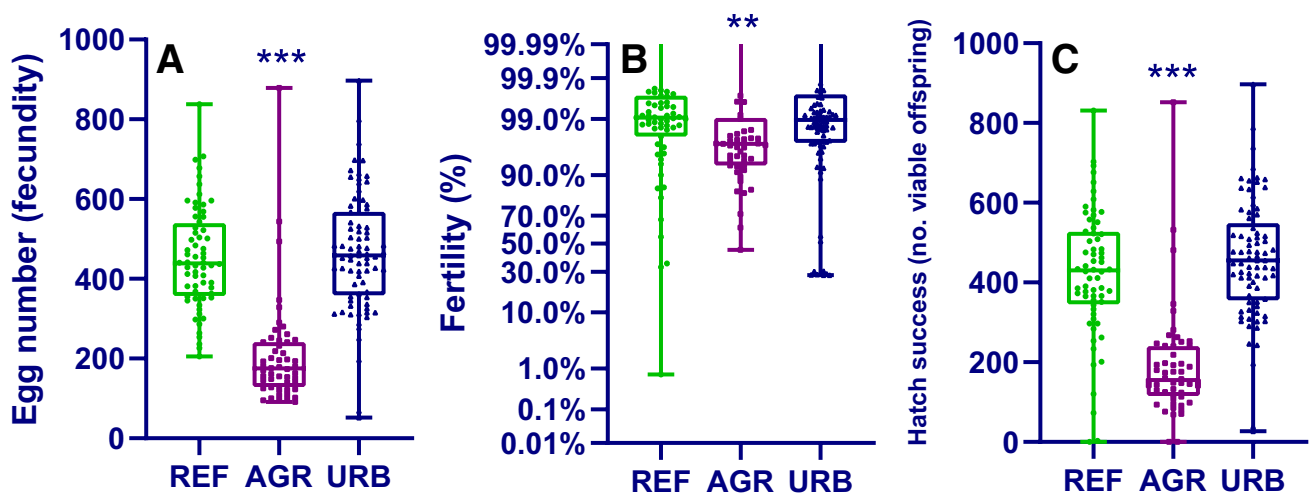 A
***
Egg number (fecundity)
1000
800
600
400
200
0
REF AGR URB
B
**
Fertility (%)
99.99%
99.9%
99.0%
90.0%
70.0%
50.0%
30.0%
10.0%
1.0%
0.1%
0.01%
REF AGR URB
C
***
Hatch success (no. viable offspring)
1000
800
600
400
200
0
REF AGR URB